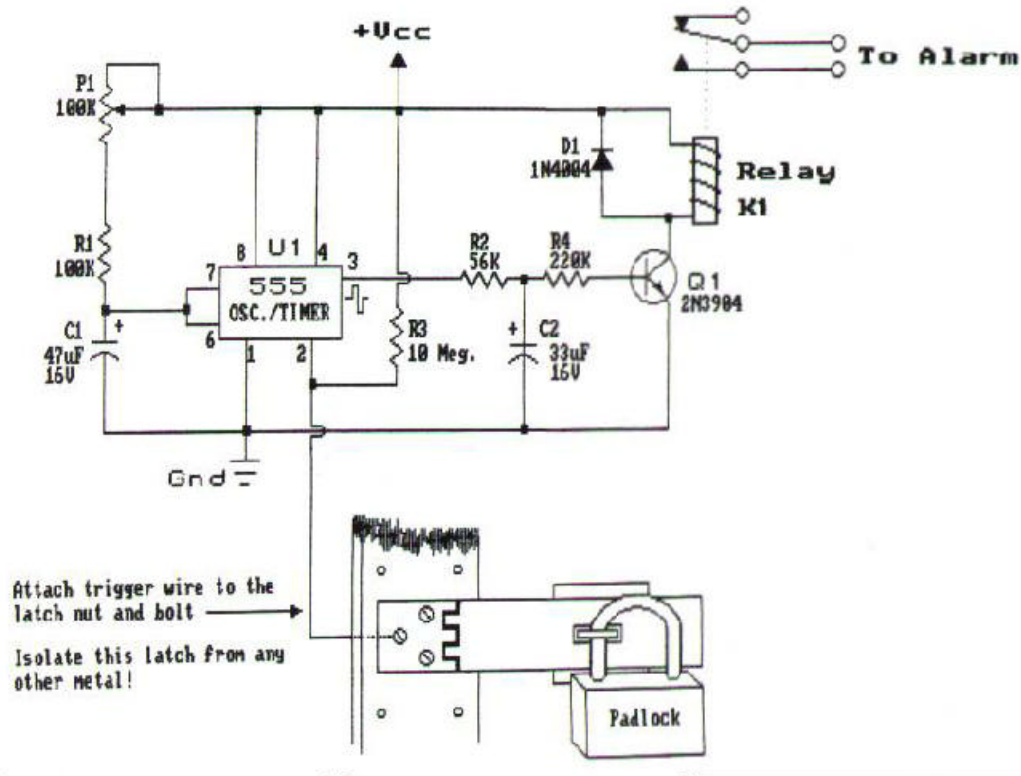 +Vcc
To Alarm
P1
100K
D1
1N4004
Relay
K1
R1
100K
8
U1
4
3
7
555
OSC./TIMER
6
1
2
R2
56K
R4
220K
Q1
2N3904
C1
+
47uF
16V
R3
10 Meg.
+
C2
33uF
16V
Gnd
Attach trigger wire to the
latch nut and bolt
Isolate this latch from any
other metal!
Padlock